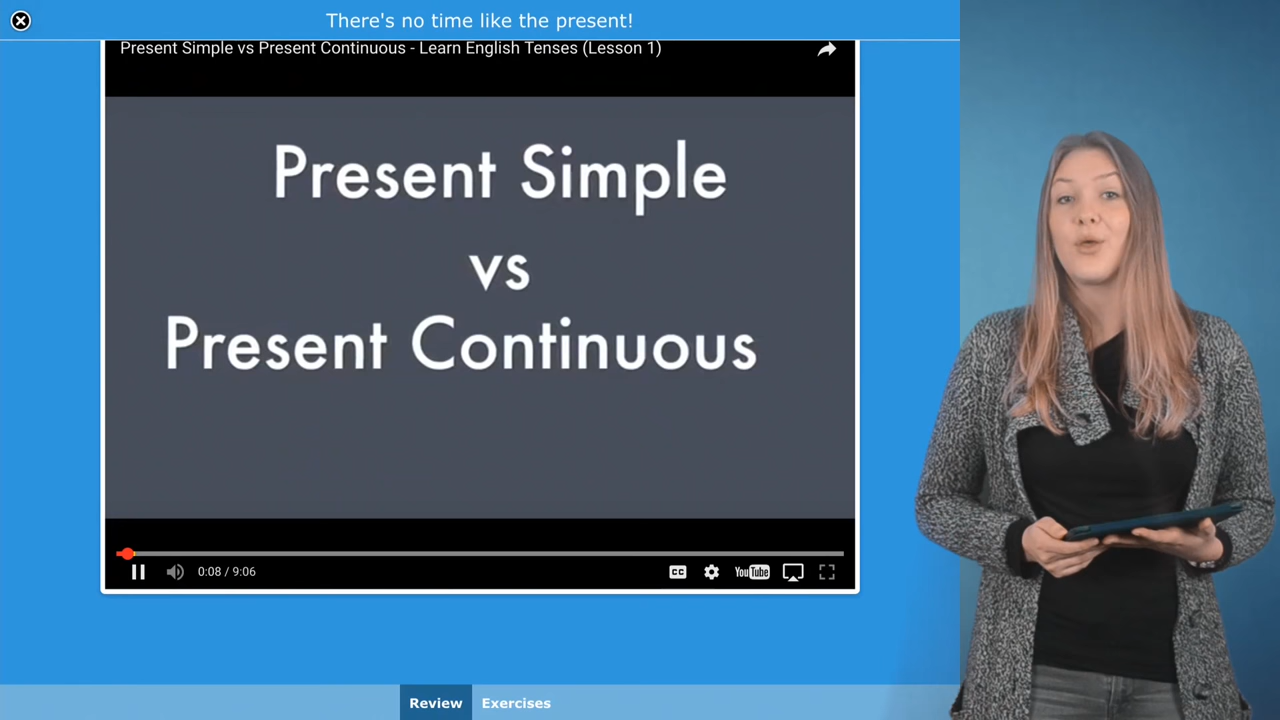 There's no time like the present!
Present Simple vs Present Continuous - Learn English Tenses (Lesson 1)
Present Simple
vs
Present Continuous
0:08 / 9:06
CC
YouTube
Review
Exercises